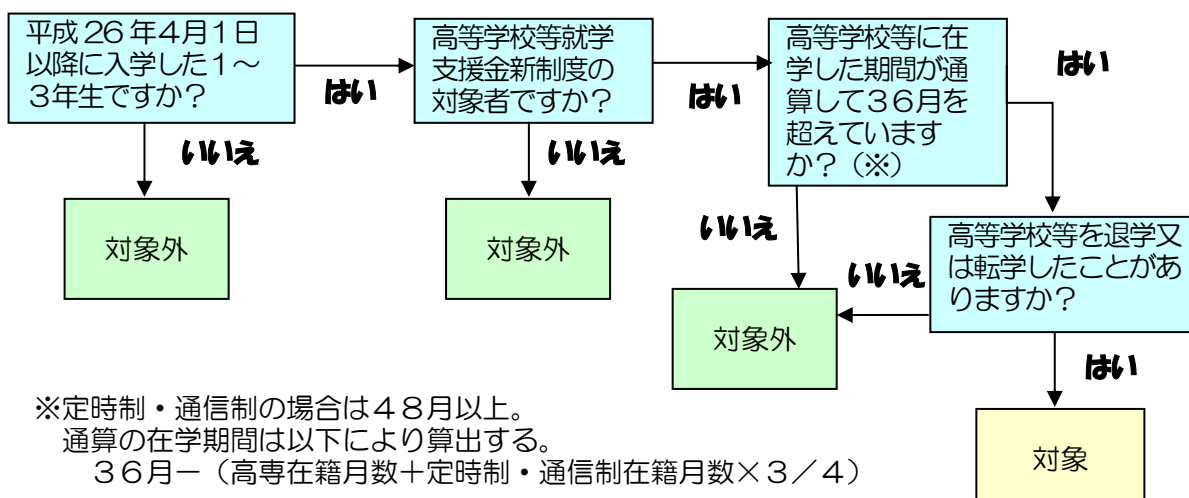 平成26年4月1日
以降に入学した1～
3年生ですか？
はい
いいえ
対象外
高等学校等就学
支援金新制度の
対象者ですか？
はい
いいえ
対象外
高等学校等に在
学した期間が通
算して３６月を
超えています
か？（※）
はい
いいえ
対象外
高等学校等を退学又
は転学したことがあ
りますか？
いいえ
はい
対象
※定時制・通信制の場合は４８月以上。
通算の在学期間は以下により算出する。
３６月－（高専在籍月数＋定時制・通信制在籍月数×３／４）